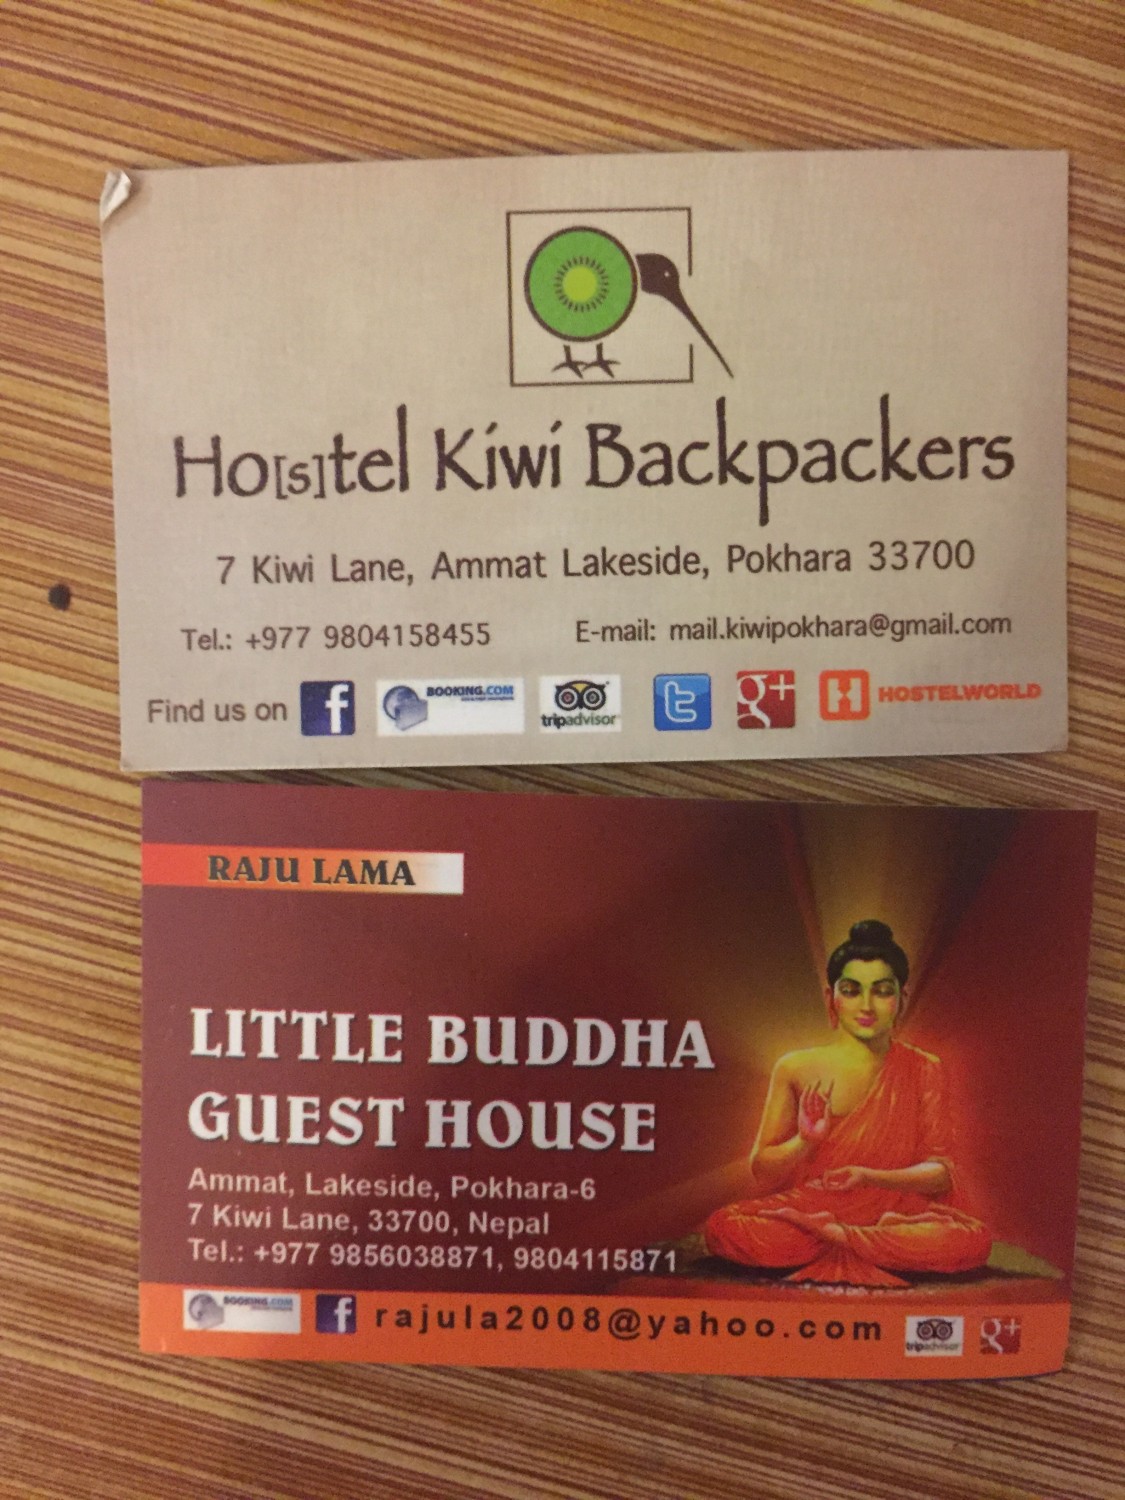 Ho[s]tel Kiwi Backpackers
7 Kiwi Lane, Ammat Lakeside, Pokhara 33700
Tel.: +977 9804158455 E-mail: mail.kiwipokhara@gmail.com
Find us on f BOOKING.COM tripadvisor t g+ H HOSTELWORLD
RAJU LAMA
LITTLE BUDDHA
GUEST HOUSE
Ammat, Lakeside, Pokhara-6
7 Kiwi Lane, 33700, Nepal
Tel.: +977 9856038871, 9804115871
BOOKING.COM f rajula2008@yahoo.com tripadvisor g+